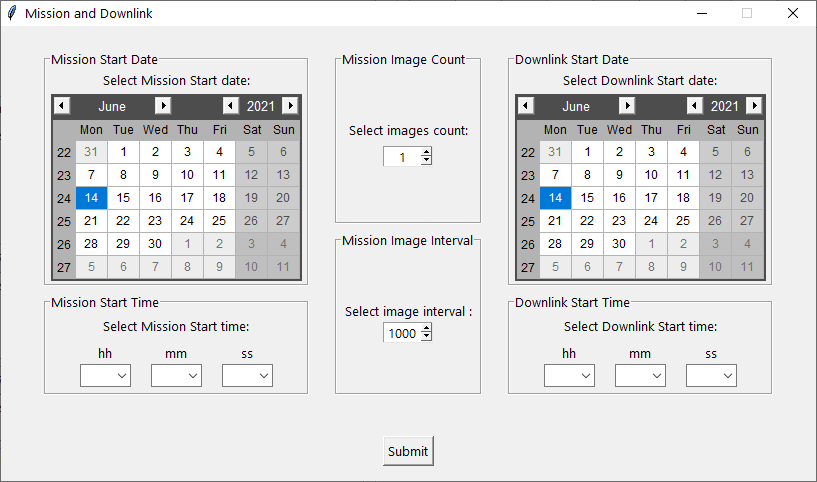 Mission and Downlink
Mission Start Date
Select Mission Start date:
June 2021
Mon Tue Wed Thu Fri Sat Sun
22 31 1 2 3 4 5 6
23 7 8 9 10 11 12 13
24 14 15 16 17 18 19 20
25 21 22 23 24 25 26 27
26 28 29 30 1 2 3 4
27 5 6 7 8 9 10 11
Mission Start Time
Select Mission Start time:
hh mm ss
Mission Image Count
Select images count:
1
Mission Image Interval
Select image interval :
1000
Downlink Start Date
Select Downlink Start date:
June 2021
Mon Tue Wed Thu Fri Sat Sun
22 31 1 2 3 4 5 6
23 7 8 9 10 11 12 13
24 14 15 16 17 18 19 20
25 21 22 23 24 25 26 27
26 28 29 30 1 2 3 4
27 5 6 7 8 9 10 11
Downlink Start Time
Select Downlink Start time:
hh mm ss
Submit